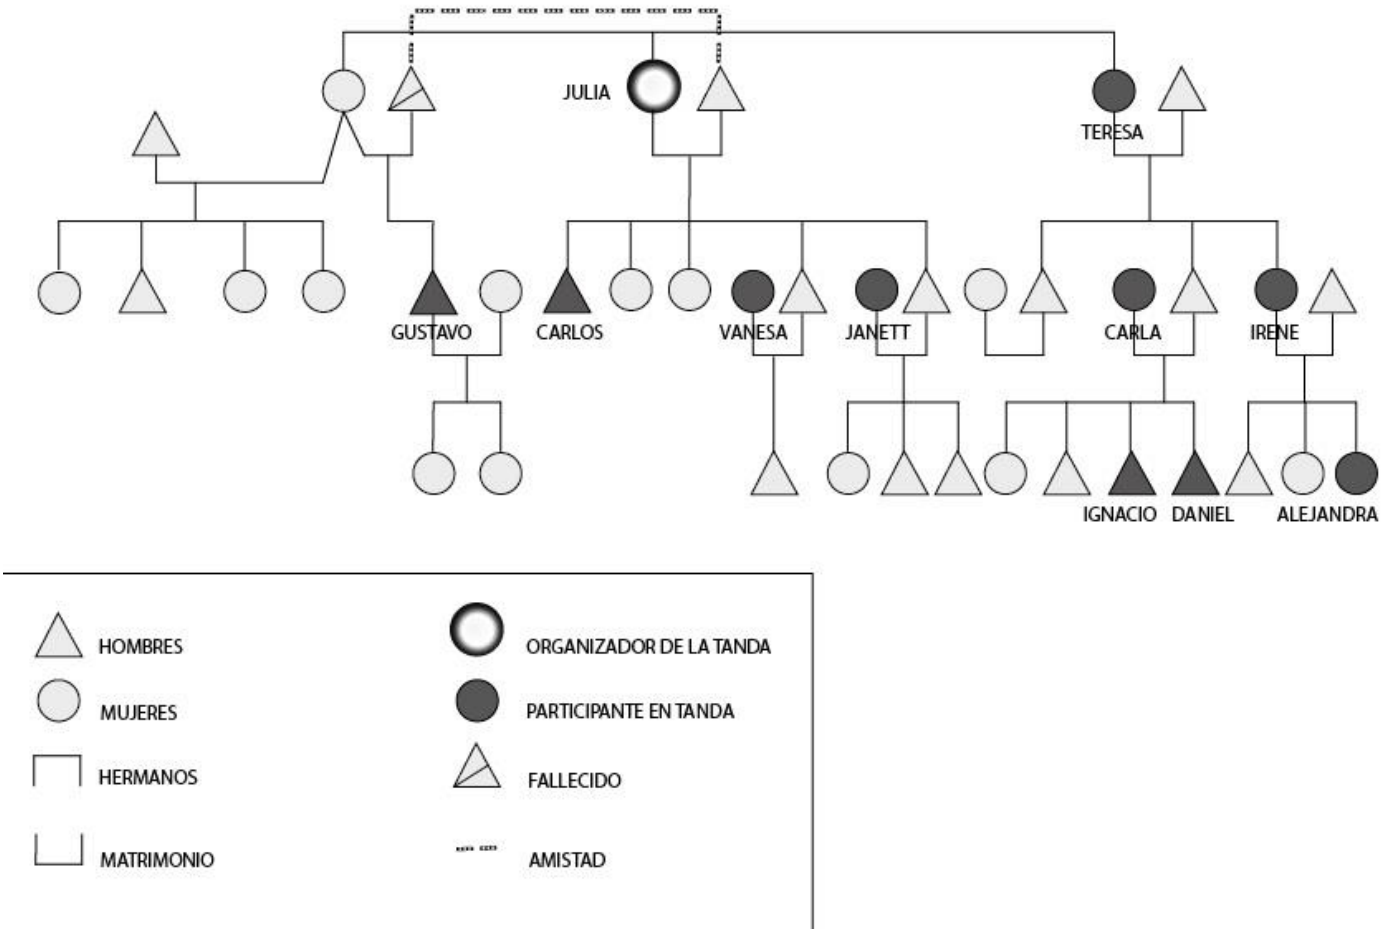 JULIA
TERESA
GUSTAVO
CARLOS
VANESA
JANETT
CARLA
IRENE
IGNACIO
DANIEL
ALEJANDRA
HOMBRES
ORGANIZADOR DE LA TANDA
MUJERES
PARTICIPANTE EN TANDA
HERMANOS
FALLECIDO
MATRIMONIO
AMISTAD